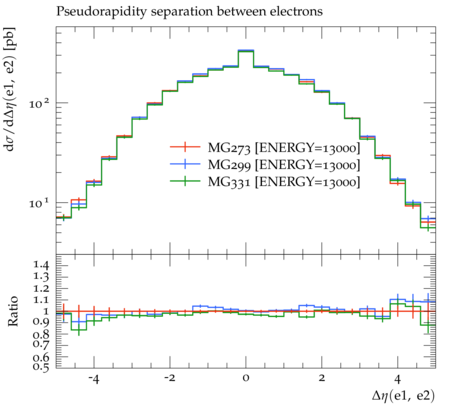 Pseudorapidity separation between electrons
dσ/dΔη(e1, e2) [pb]
10²
10¹
MG273 [ENERGY=13000]
MG299 [ENERGY=13000]
MG331 [ENERGY=13000]
Ratio
1.4
1.3
1.2
1.1
1
0.9
0.8
0.7
0.6
0.5
-4 -2 0 2 4
Δη(e1, e2)